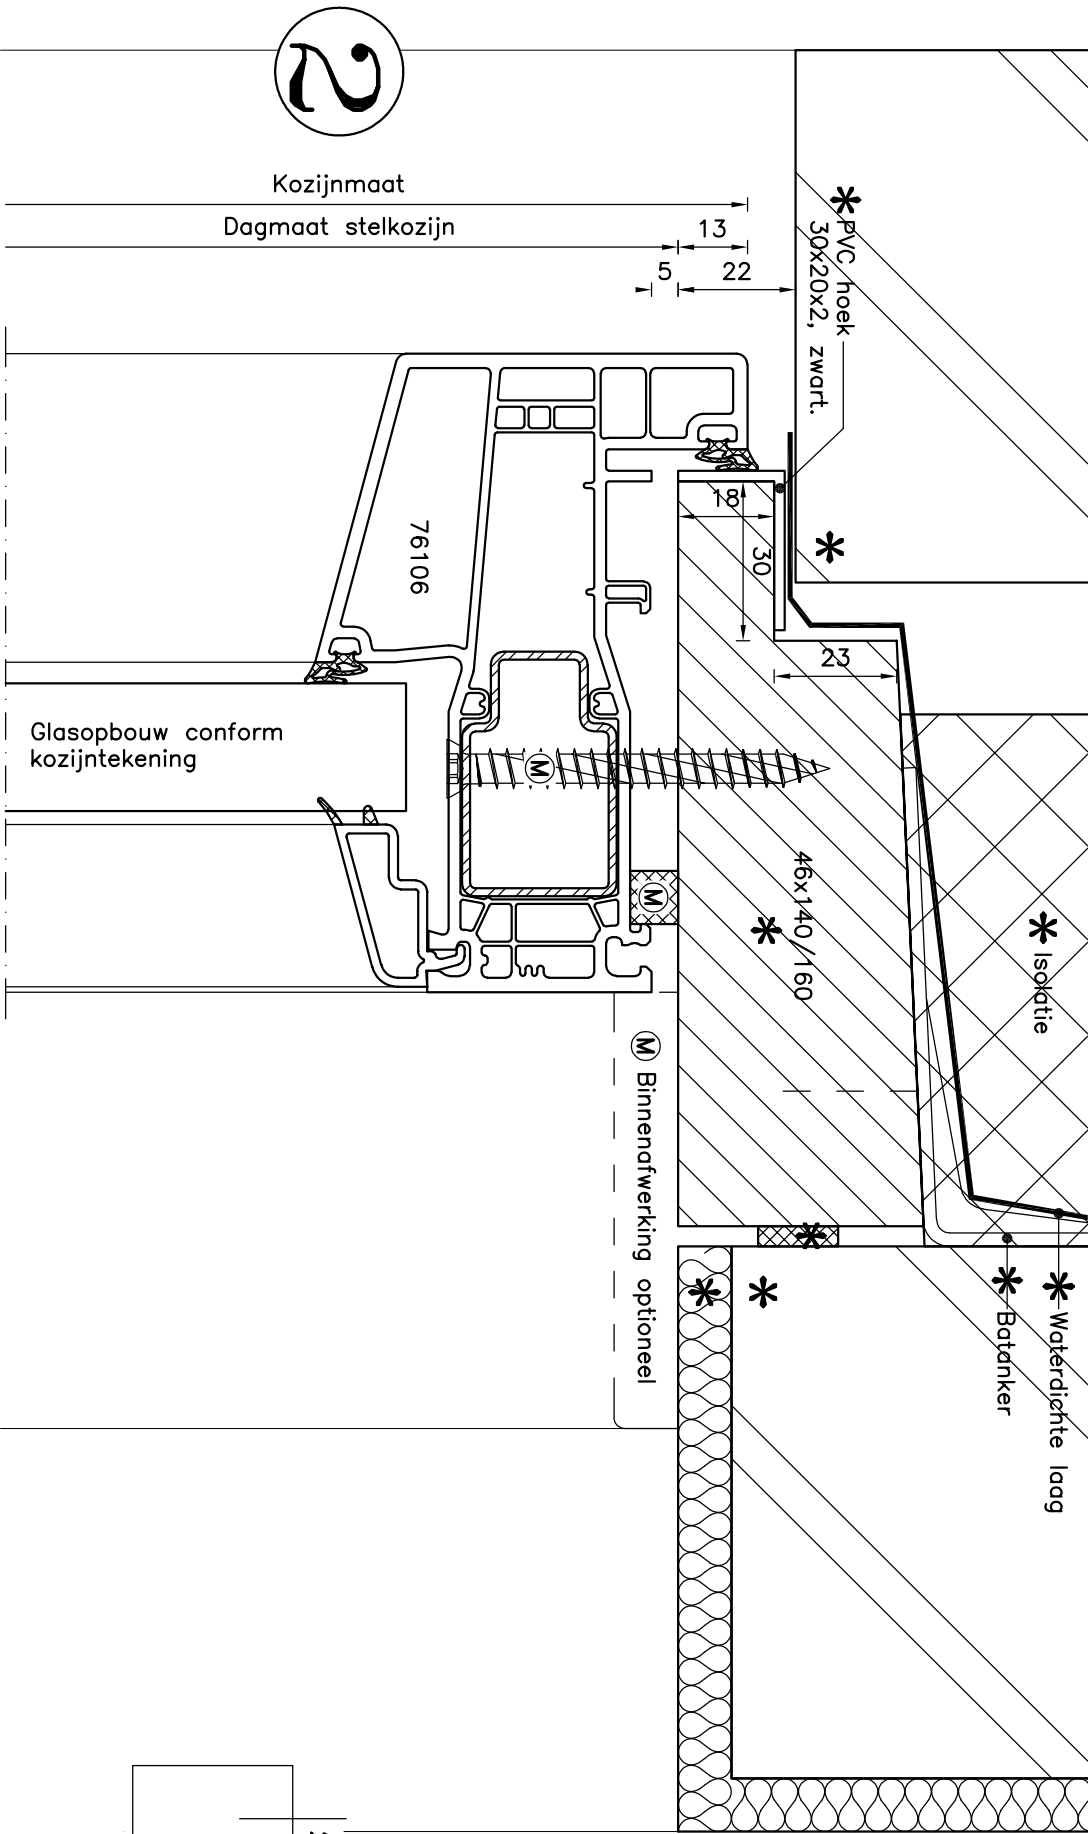 2
Kozijnmaat
Dagmaat stelkozijn
13
5
22
*PVC hoek
30x20x2, zwart.
*
18
30
23
76106
Glasopbouw conform
kozijntekening
M
M
46x140/160
*
* Isolatie
M Binnenafwerking optioneel
*
*
*
* Waterdichte laag
* Batanker